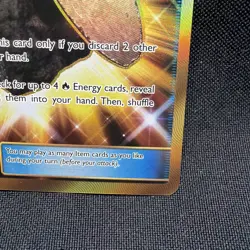 his card only if you discard 2 other
r hand.
ck for up to 4 Energy cards, reveal
them into your hand. Then, shuffle
You may play as many Item cards as you like
during your turn (before your attack).